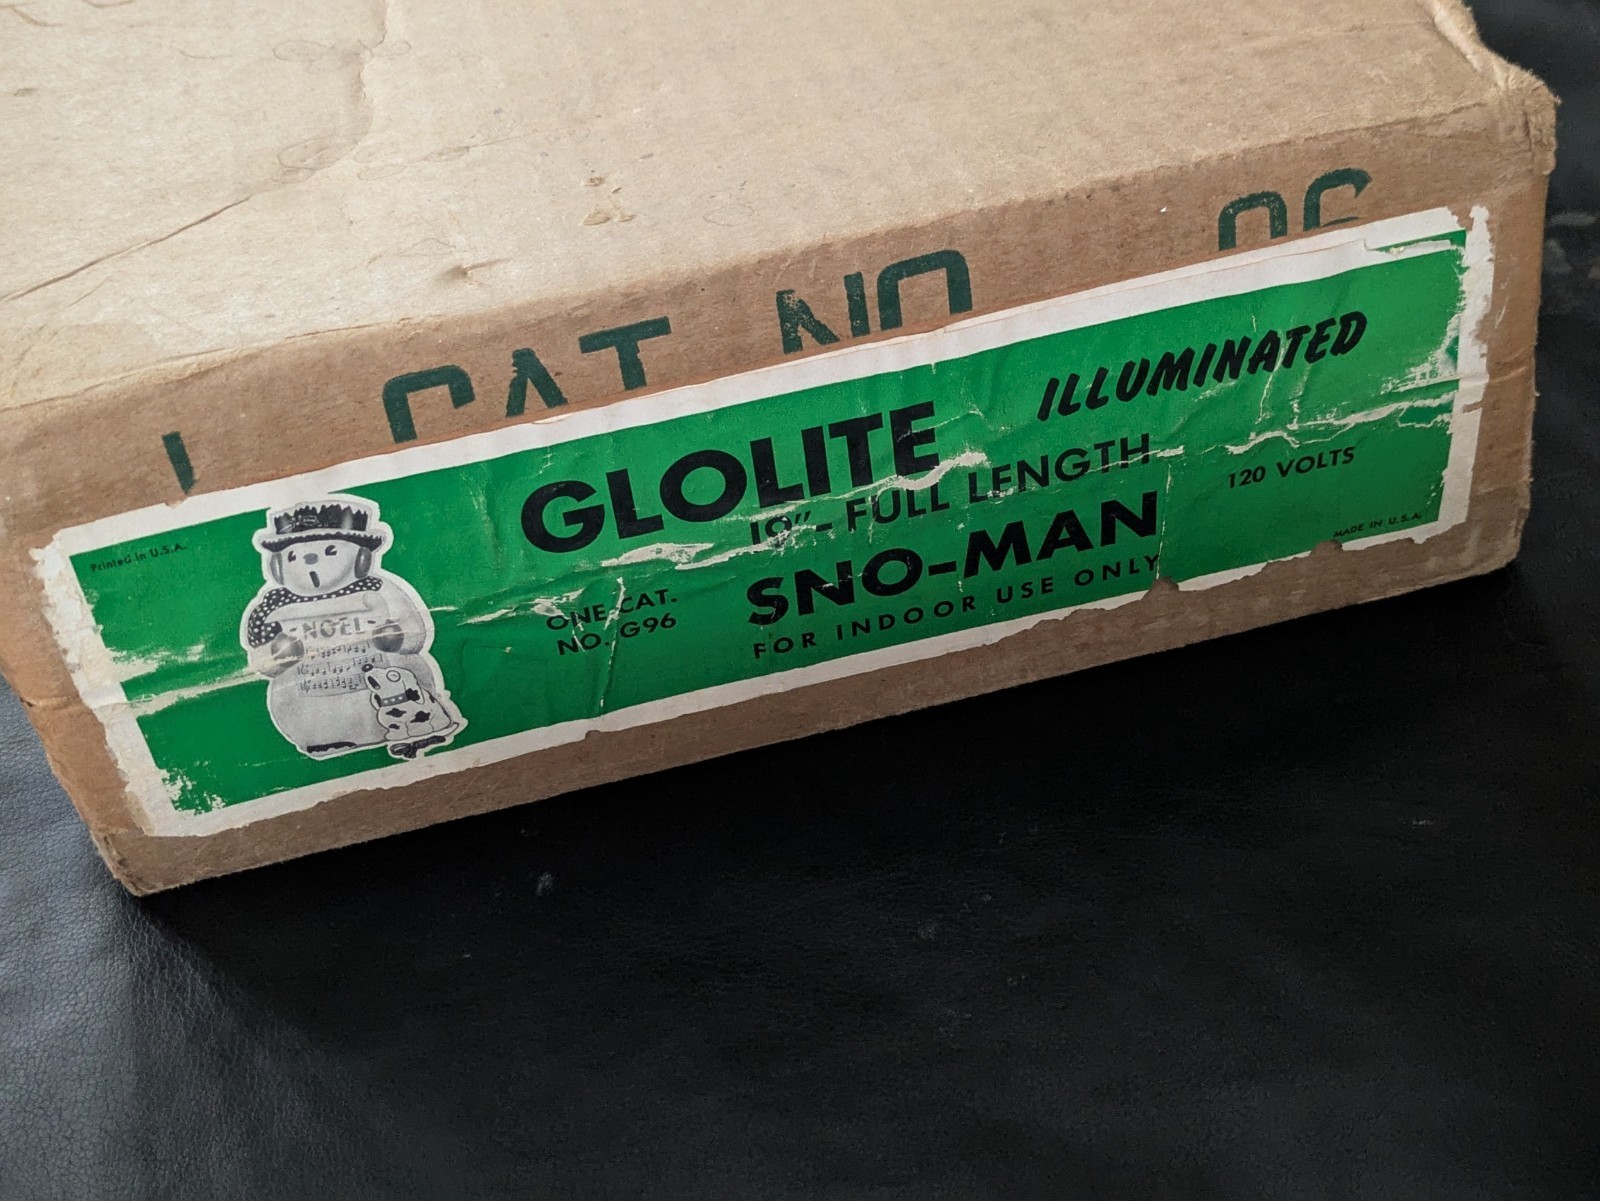 CAT. NO.
Printed in U.S.A.
GLOLITE
ILLUMINATED
19"-FULL LENGTH
120 VOLTS
SNO-MAN
MADE IN U.S.A.
ONE CAT.
NO. G96
FOR INDOOR USE ONLY
-NOEL-